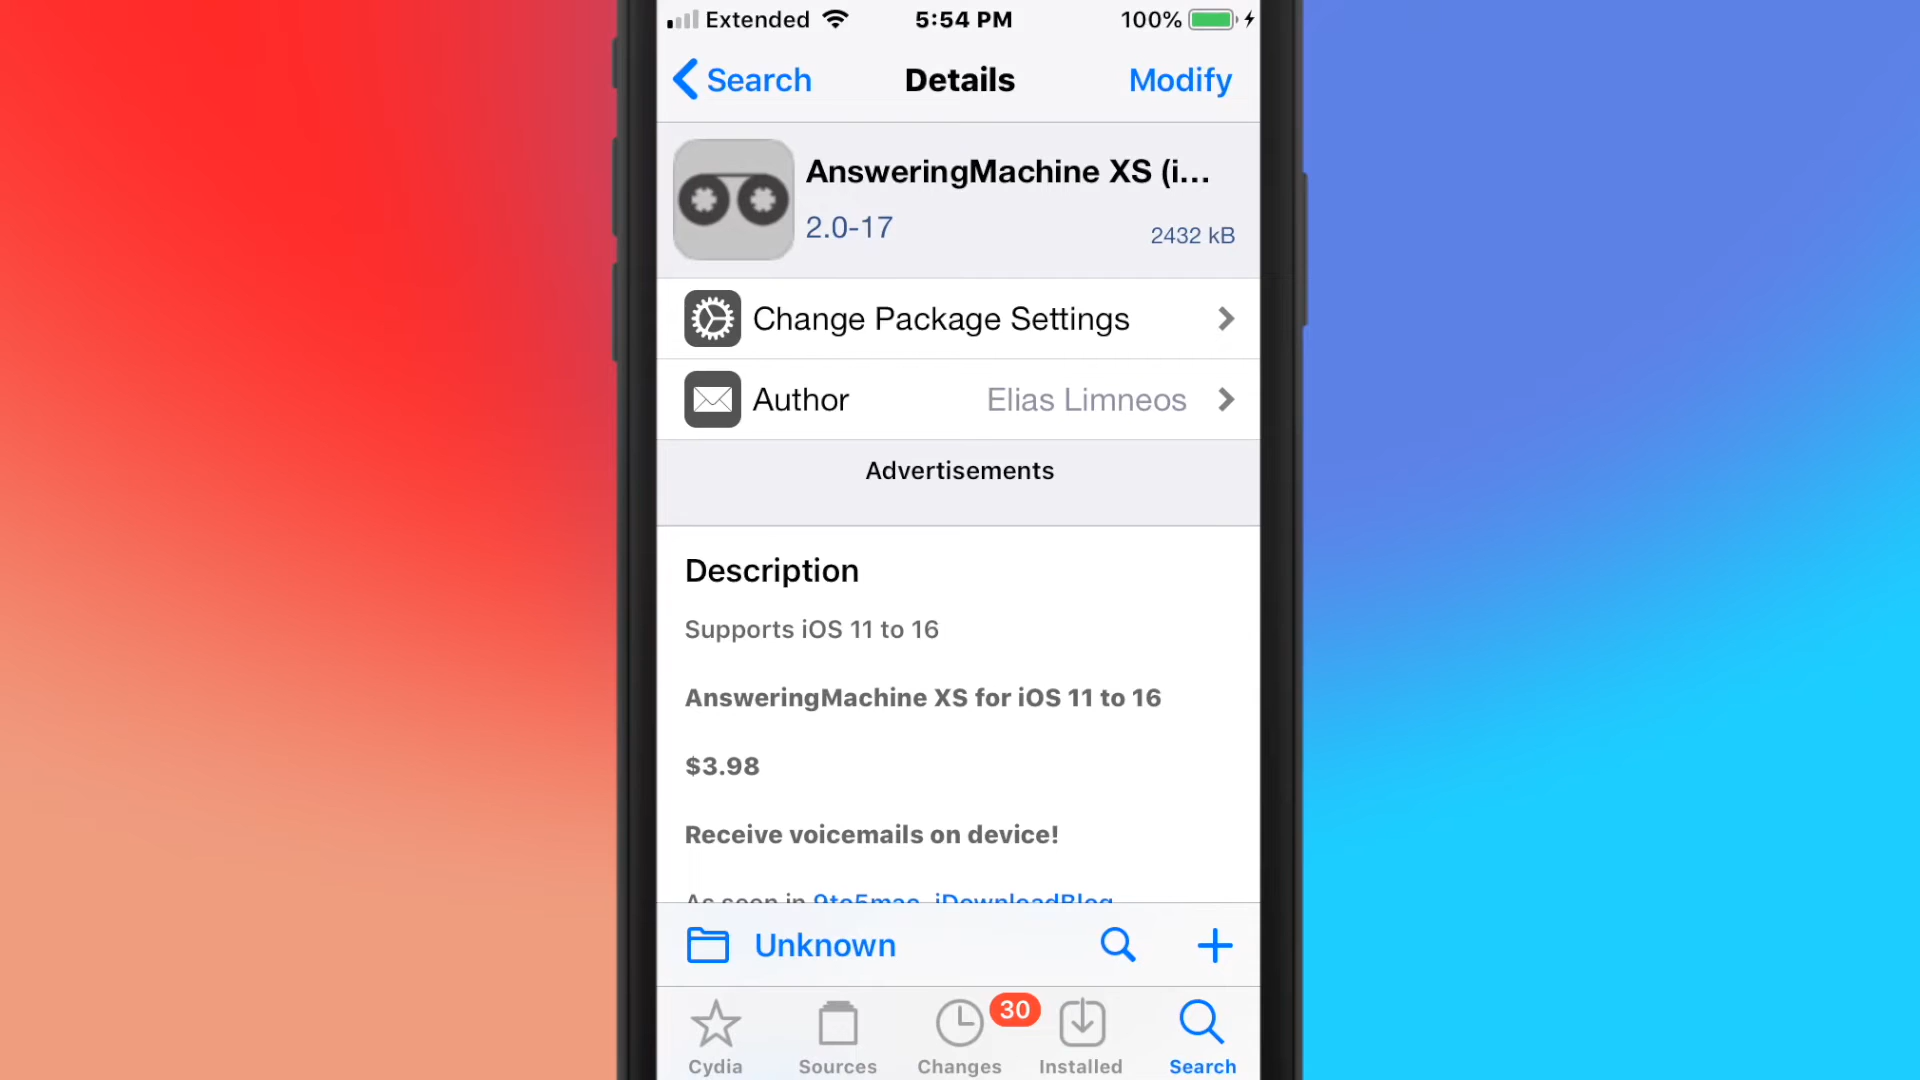 Extended 5:54 PM 100%
Search Details Modify
AnsweringMachine XS (i...
2.0-17 2432 kB
Change Package Settings
Author Elias Limneos
Advertisements
Description
Supports iOS 11 to 16
AnsweringMachine XS for iOS 11 to 16
$3.98
Receive voicemails on device!
As seen in 9to5mac, iDownloadBlog
Unknown
30
Cydia Sources Changes Installed Search